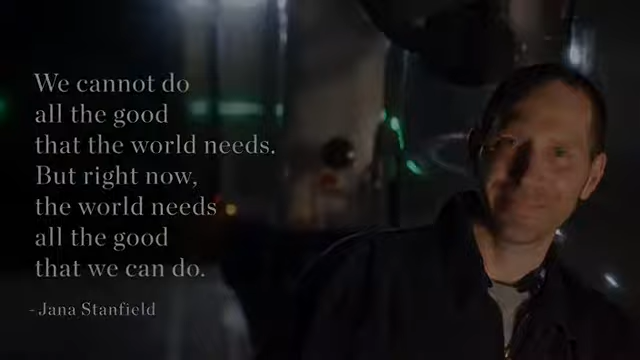 We cannot do
all the good
that the world needs.
But right now,
the world needs
all the good
that we can do.
- Jana Stanfield